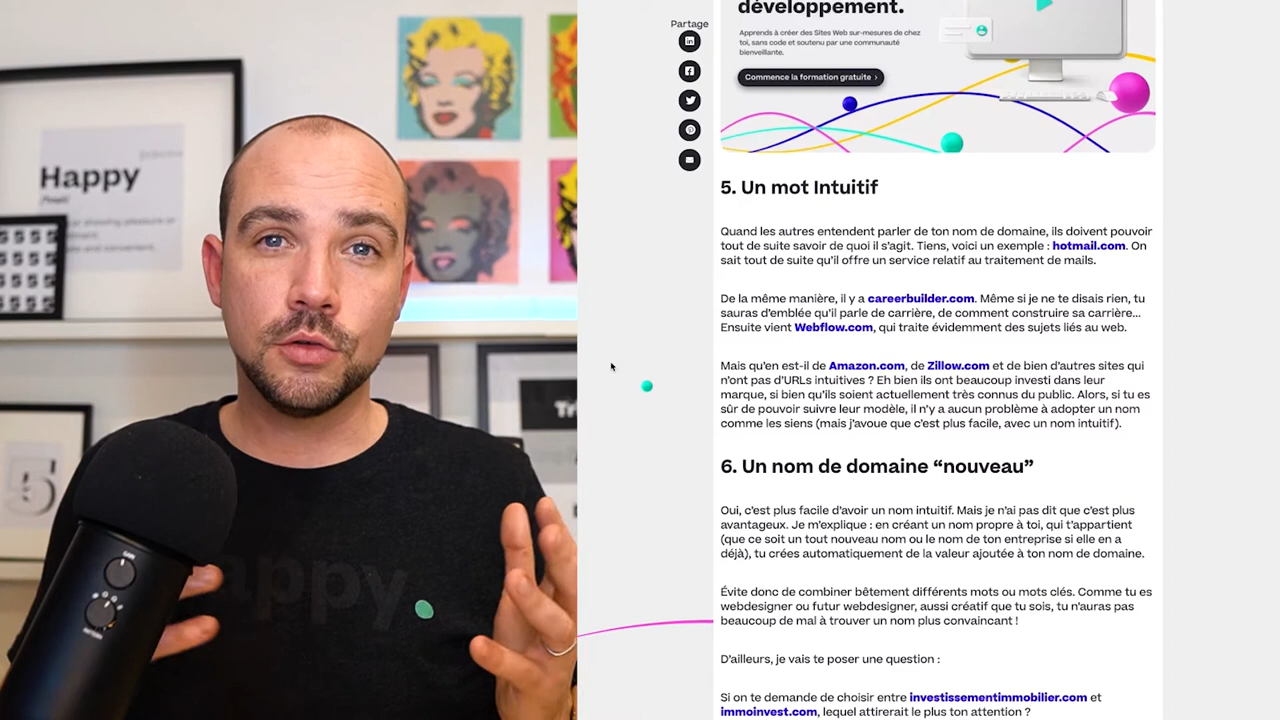 Happy
(noun)
appy.
Partage
développement.
Apprends à créer des Sites Web sur-mesures de chez
toi, sans code et soutenu par une communauté
bienveillante.
Commence la formation gratuite ›
5. Un mot Intuitif
Quand les autres entendent parler de ton nom de domaine, ils doivent pouvoir
tout de suite savoir de quoi il s’agit. Tiens, voici un exemple : hotmail.com. On
sait tout de suite qu’il offre un service relatif au traitement de mails.
De la même manière, il y a careerbuilder.com. Même si je ne te disais rien, tu
sauras d’emblée qu’il parle de carrière, de comment construire sa carrière...
Ensuite vient Webflow.com, qui traite évidemment des sujets liés au web.
Mais qu’en est-il de Amazon.com, de Zillow.com et de bien d’autres sites qui
n’ont pas d’URLs intuitives ? Eh bien ils ont beaucoup investi dans leur
marque, si bien qu’ils soient actuellement très connus du public. Alors, si tu es
sûr de pouvoir suivre leur modèle, il n’y a aucun problème à adopter un nom
comme les siens (mais j’avoue que c’est plus facile, avec un nom intuitif).
6. Un nom de domaine “nouveau”
Oui, c’est plus facile d’avoir un nom intuitif. Mais je n’ai pas dit que c’est plus
avantageux. Je m’explique : en créant un nom propre à toi, qui t’appartient
(que ce soit un tout nouveau nom ou le nom de ton entreprise si elle en a
déjà), tu crées automatiquement de la valeur ajoutée à ton nom de domaine.
Évite donc de combiner bêtement différents mots ou mots clés. Comme tu es
webdesigner ou futur webdesigner, aussi créatif que tu sois, tu n’auras pas
beaucoup de mal à trouver un nom plus convaincant !
D’ailleurs, je vais te poser une question :
Si on te demande de choisir entre investissementimmobilier.com et
immoinvest.com, lequel attirerait le plus ton attention ?